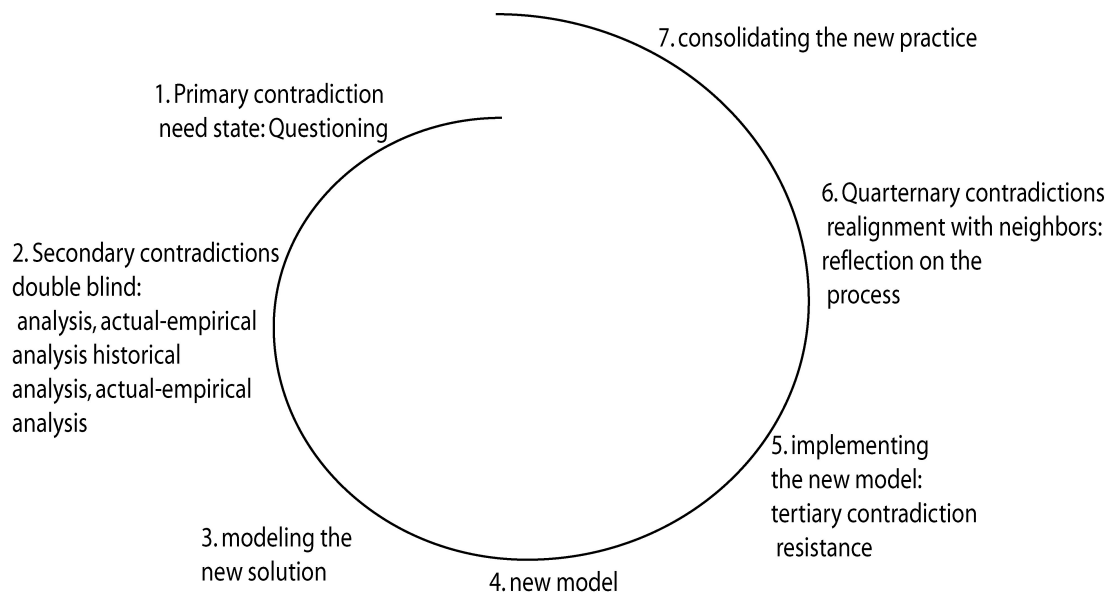 1. Primary contradiction
need state: Questioning
2. Secondary contradictions
double blind:
analysis, actual-empirical
analysis historical
analysis, actual-empirical
analysis
3. modeling the
new solution
4. new model
5. implementing
the new model:
tertiary contradiction
resistance
6. Quarternary contradictions
realignment with neighbors:
reflection on the
process
7. consolidating the new practice